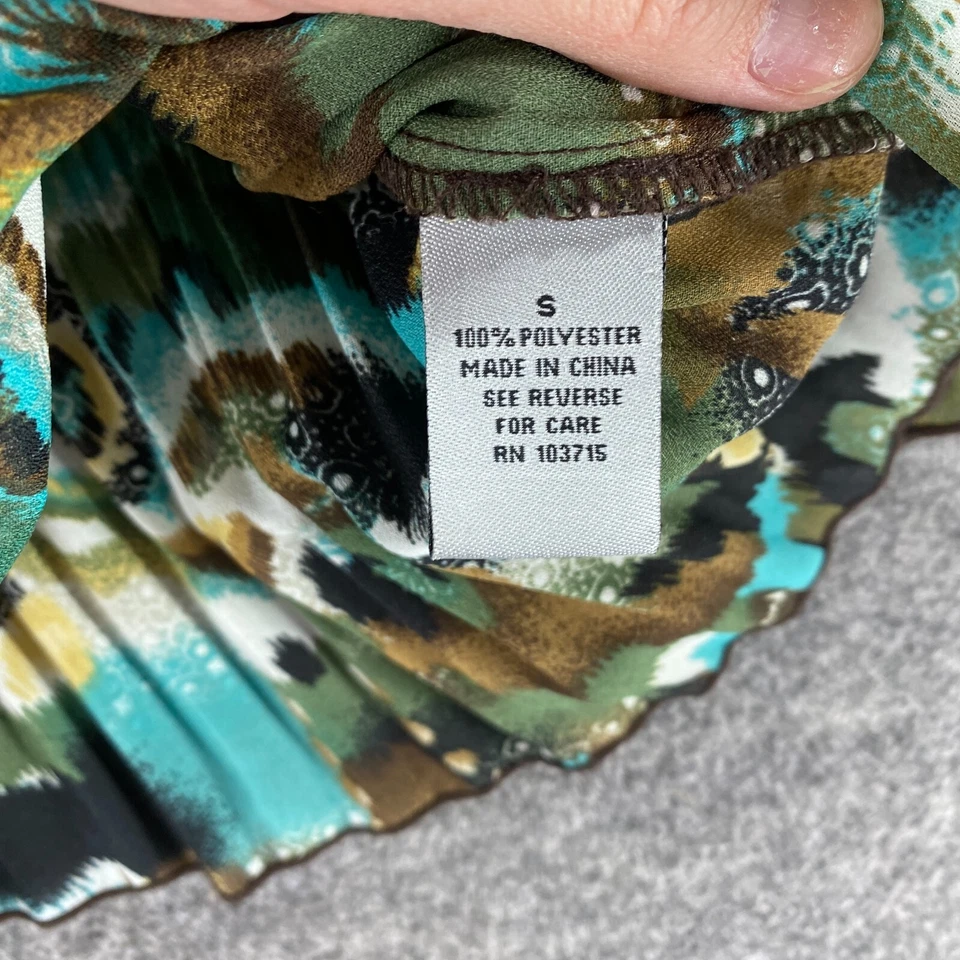 S
100% POLYESTER
MADE IN CHINA
SEE REVERSE
FOR CARE
RN 103715